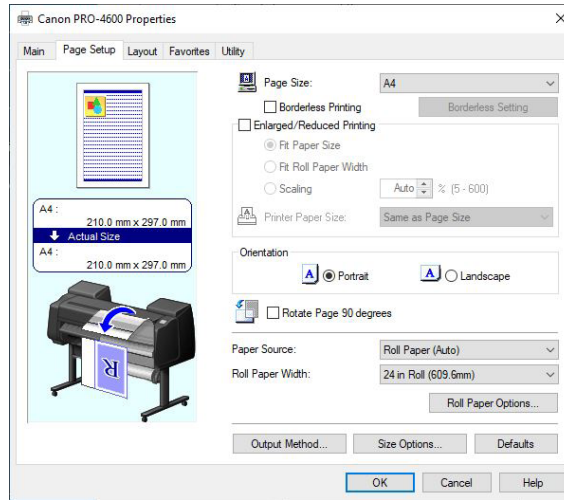 Canon PRO-4600 Properties
Main Page Setup Layout Favorites Utility
Page Size: A4
Borderless Printing Borderless Setting
Enlarged/Reduced Printing
Fit Paper Size
Fit Roll Paper Width
Scaling Auto % (5 - 600)
Printer Paper Size: Same as Page Size
A4 :
210.0 mm x 297.0 mm
Actual Size
A4 :
210.0 mm x 297.0 mm
Orientation
A Portrait A Landscape
Rotate Page 90 degrees
R
Paper Source: Roll Paper (Auto)
Roll Paper Width: 24 in Roll (609.6mm)
Roll Paper Options...
Output Method... Size Options... Defaults
OK Cancel Help